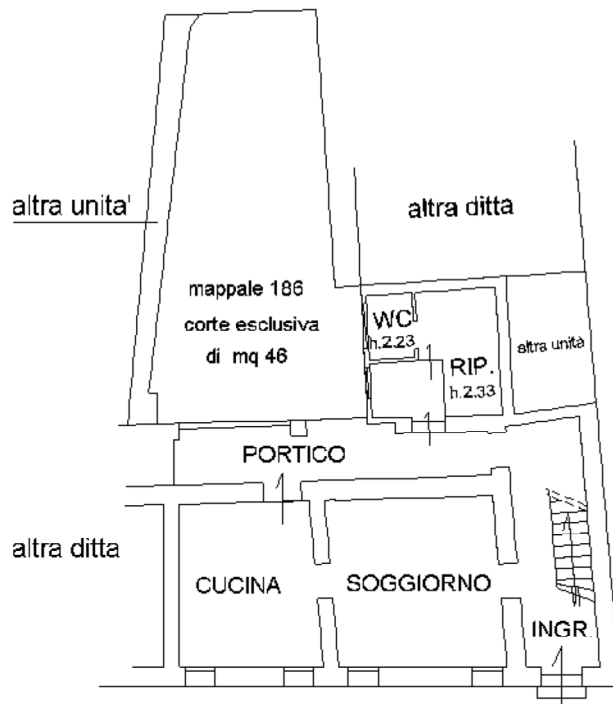 altra unita'
altra ditta
mappale 186
corte esclusiva
di mq 46
WC
h.2.23
RIP.
h.2.33
altra unità
PORTICO
altra ditta
CUCINA
SOGGIORNO
INGR.